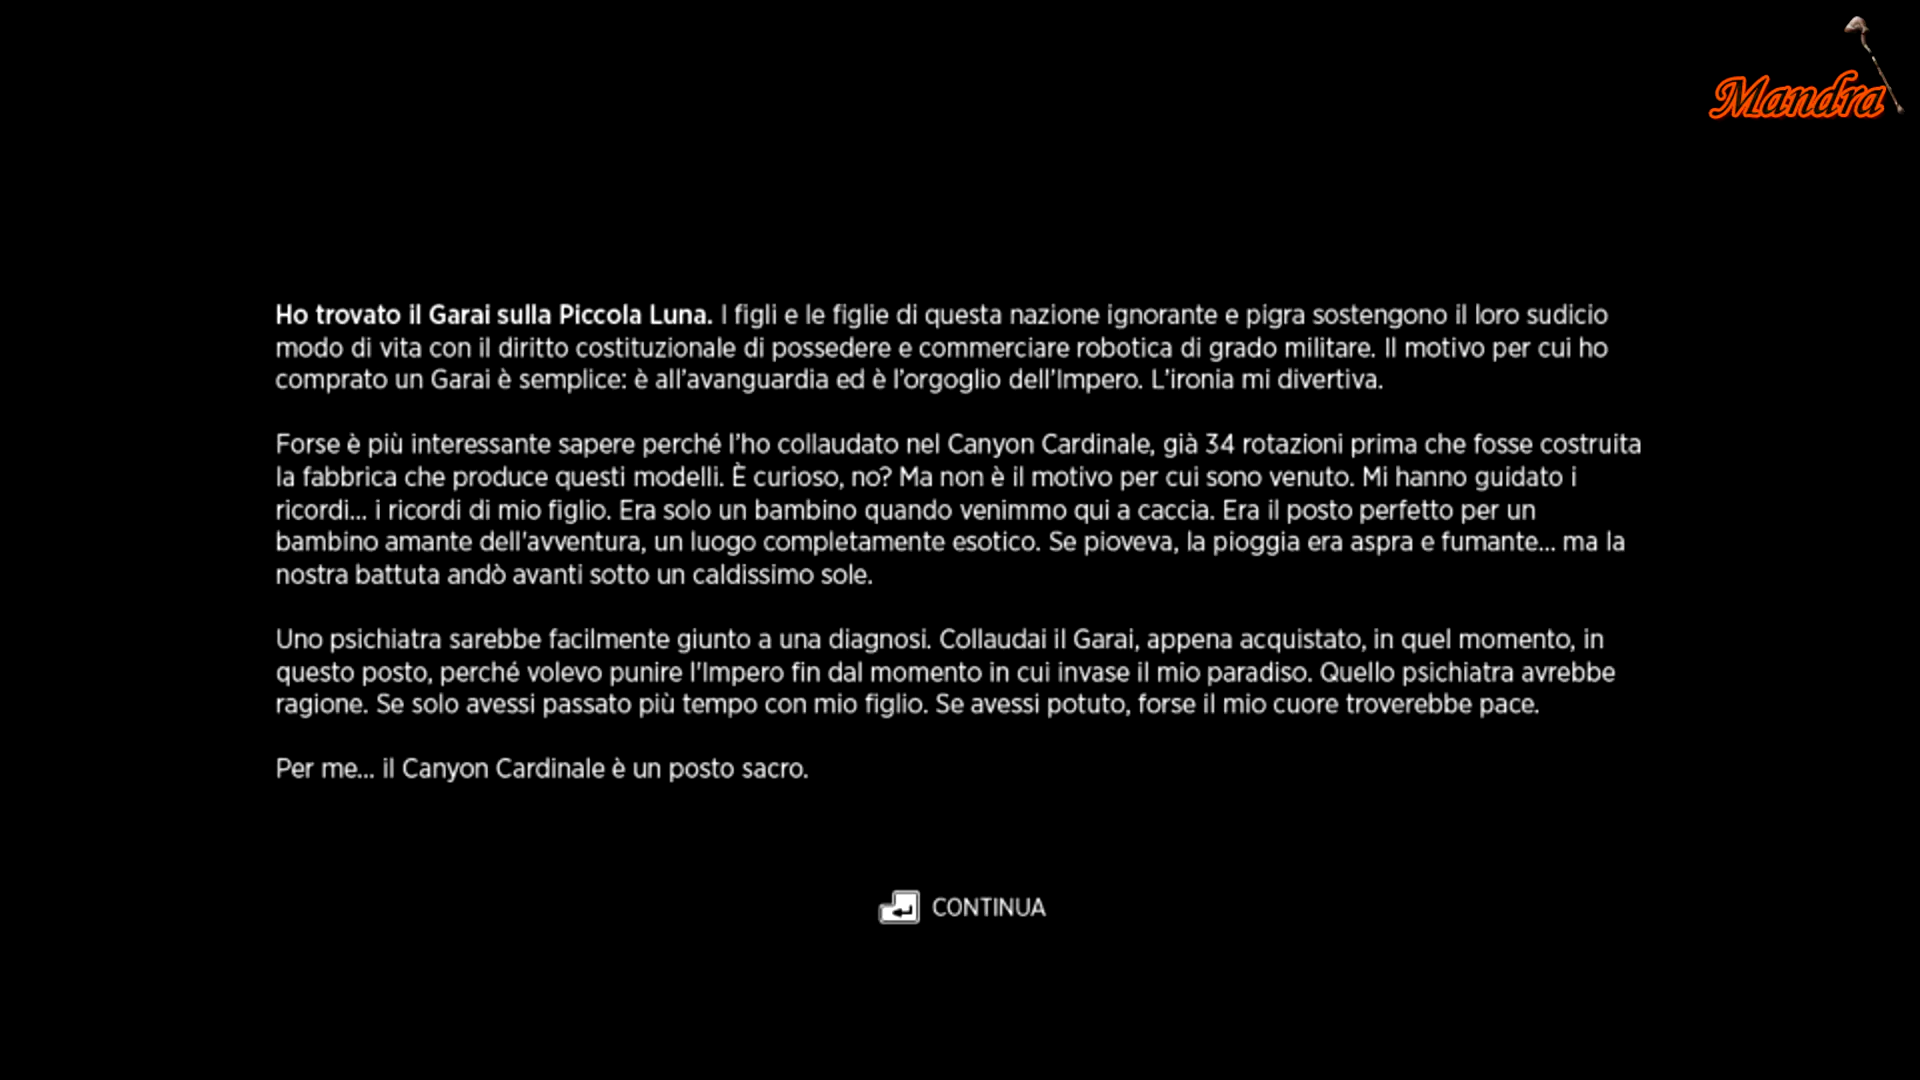 Mandra
Ho trovato il Garai sulla Piccola Luna. I figli e le figlie di questa nazione ignorante e pigra sostengono il loro sudicio
modo di vita con il diritto costituzionale di possedere e commerciare robotica di grado militare. Il motivo per cui ho
comprato un Garai è semplice: è all'avanguardia ed è l'orgoglio dell'Impero. L'ironia mi divertiva.
Forse è più interessante sapere perché l'ho collaudato nel Canyon Cardinale, già 34 rotazioni prima che fosse costruita
la fabbrica che produce questi modelli. È curioso, no? Ma non è il motivo per cui sono venuto. Mi hanno guidato i
ricordi... i ricordi di mio figlio. Era solo un bambino quando venimmo qui a caccia. Era il posto perfetto per un
bambino amante dell'avventura, un luogo completamente esotico. Se pioveva, la pioggia era aspra e fumante... ma la
nostra battuta andò avanti sotto un caldissimo sole.
Uno psichiatra sarebbe facilmente giunto a una diagnosi. Collaudai il Garai, appena acquistato, in quel momento, in
questo posto, perché volevo punire l'Impero fin dal momento in cui invase il mio paradiso. Quello psichiatra avrebbe
ragione. Se solo avessi passato più tempo con mio figlio. Se avessi potuto, forse il mio cuore troverebbe pace.
Per me... il Canyon Cardinale è un posto sacro.
CONTINUA